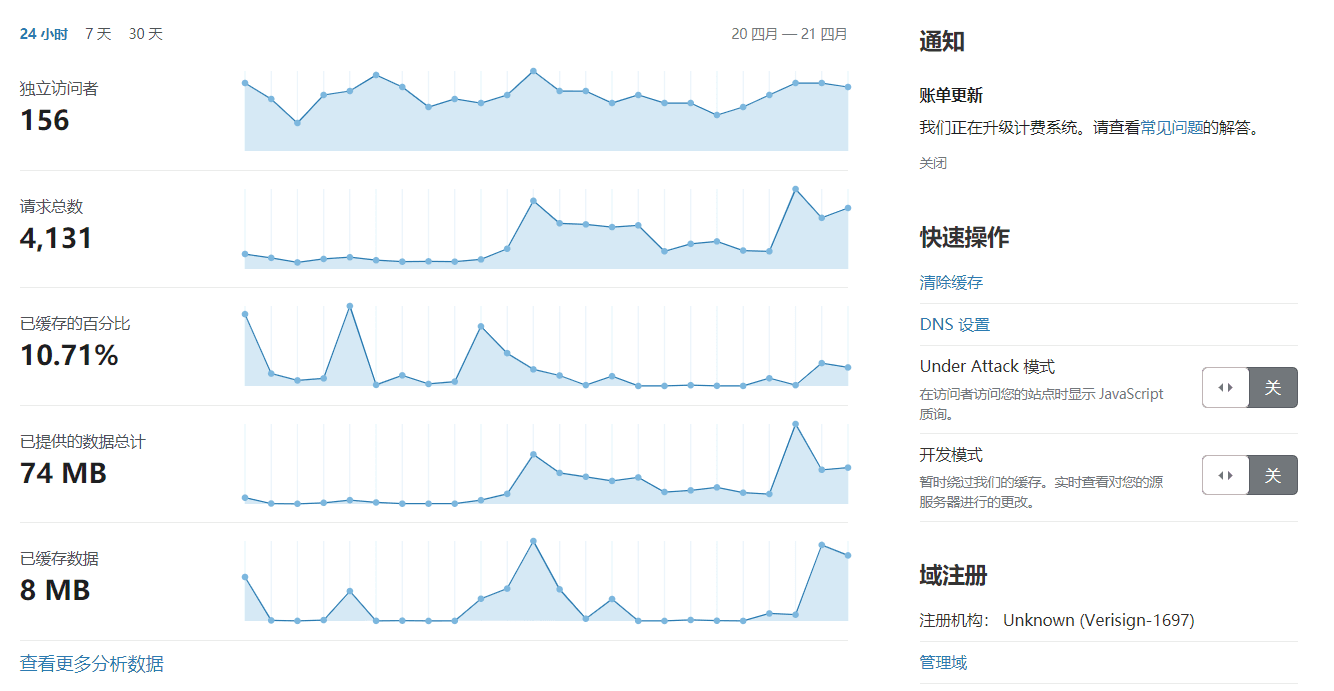 24 小时 7 天 30 天
20 四月 — 21 四月
独立访问者
156
请求总数
4,131
已缓存的百分比
10.71%
已提供的数据总计
74 MB
已缓存数据
8 MB
查看更多分析数据
通知
账单更新
我们正在升级计费系统。请查看常见问题的解答。
关闭
快速操作
清除缓存
DNS 设置
Under Attack 模式
在访问者访问您的站点时显示 JavaScript
质询。
关
开发模式
暂时绕过我们的缓存。实时查看对您的源
服务器进行的更改。
关
域注册
注册机构： Unknown (Verisign-1697)
管理域